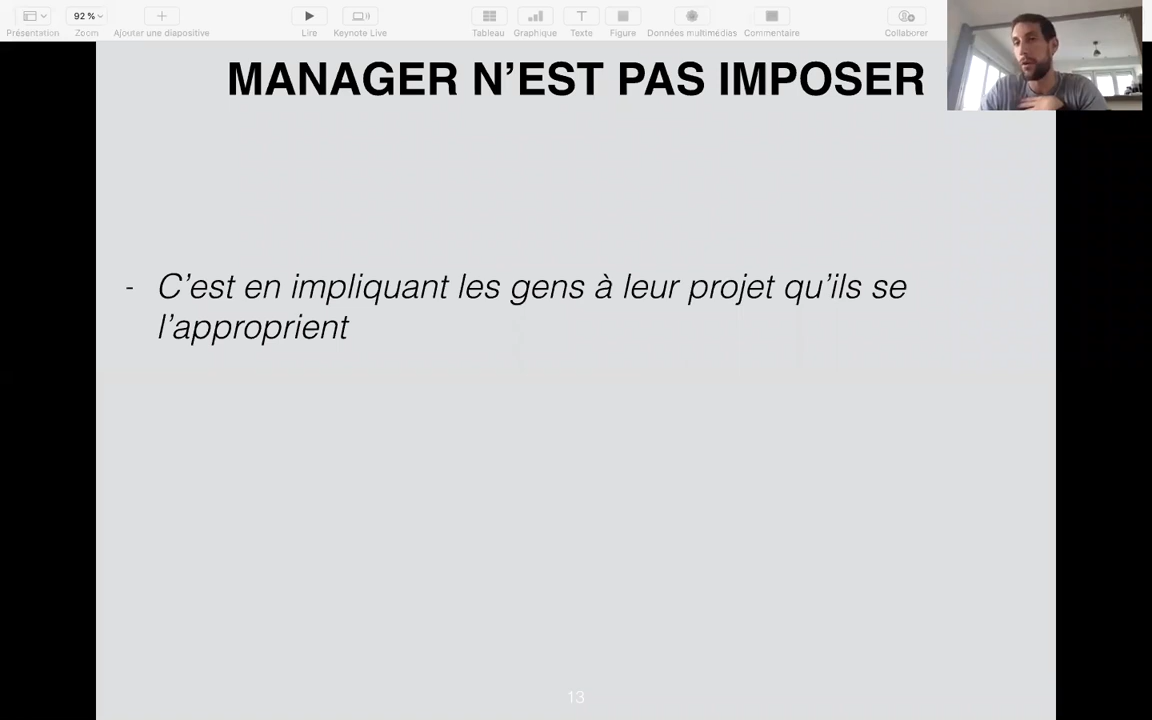 92 %
Présentation Zoom Ajouter une diapositive Lire Keynote Live Tableau Graphique Texte Figure Données multimédias Commentaire Collaborer
MANAGER N’EST PAS IMPOSER
- C’est en impliquant les gens à leur projet qu’ils se
l’approprient
13